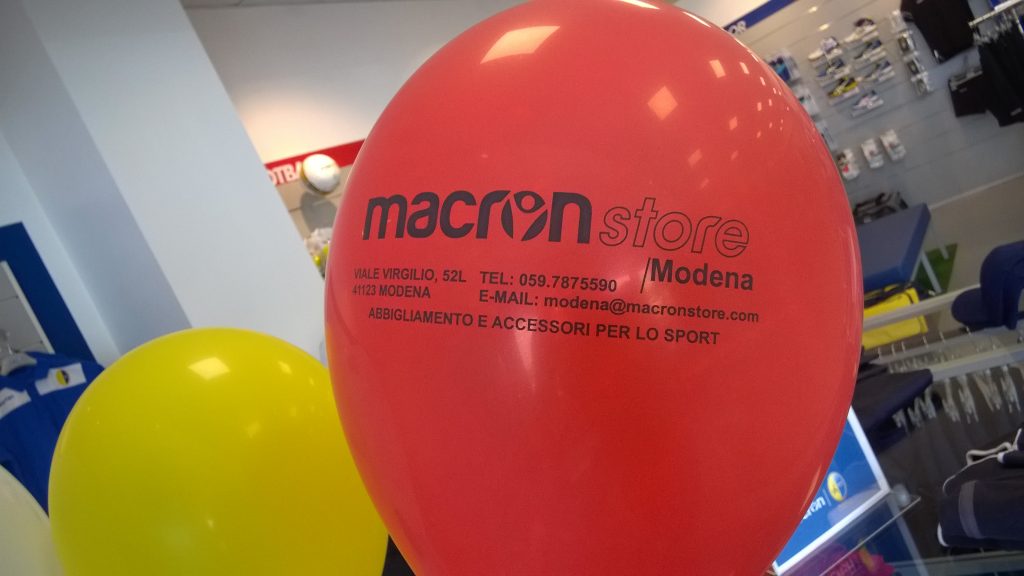 OTBA
macron store
/Modena
VIALE VIRGILIO, 52L TEL: 059.7875590
41123 MODENA E-MAIL: modena@macronstore.com
ABBIGLIAMENTO E ACCESSORI PER LO SPORT